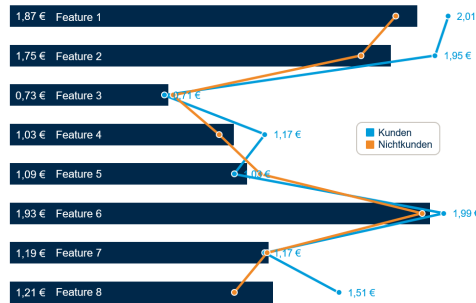 1,87 € Feature 1 2,01
1,75 € Feature 2 1,95 €
0,73 € Feature 3 0,71 €
1,03 € Feature 4 1,17 €
Kunden
Nichtkunden
1,09 € Feature 5
1,93 € Feature 6 1,99 €
1,19 € Feature 7 1,17 €
1,21 € Feature 8 1,51 €